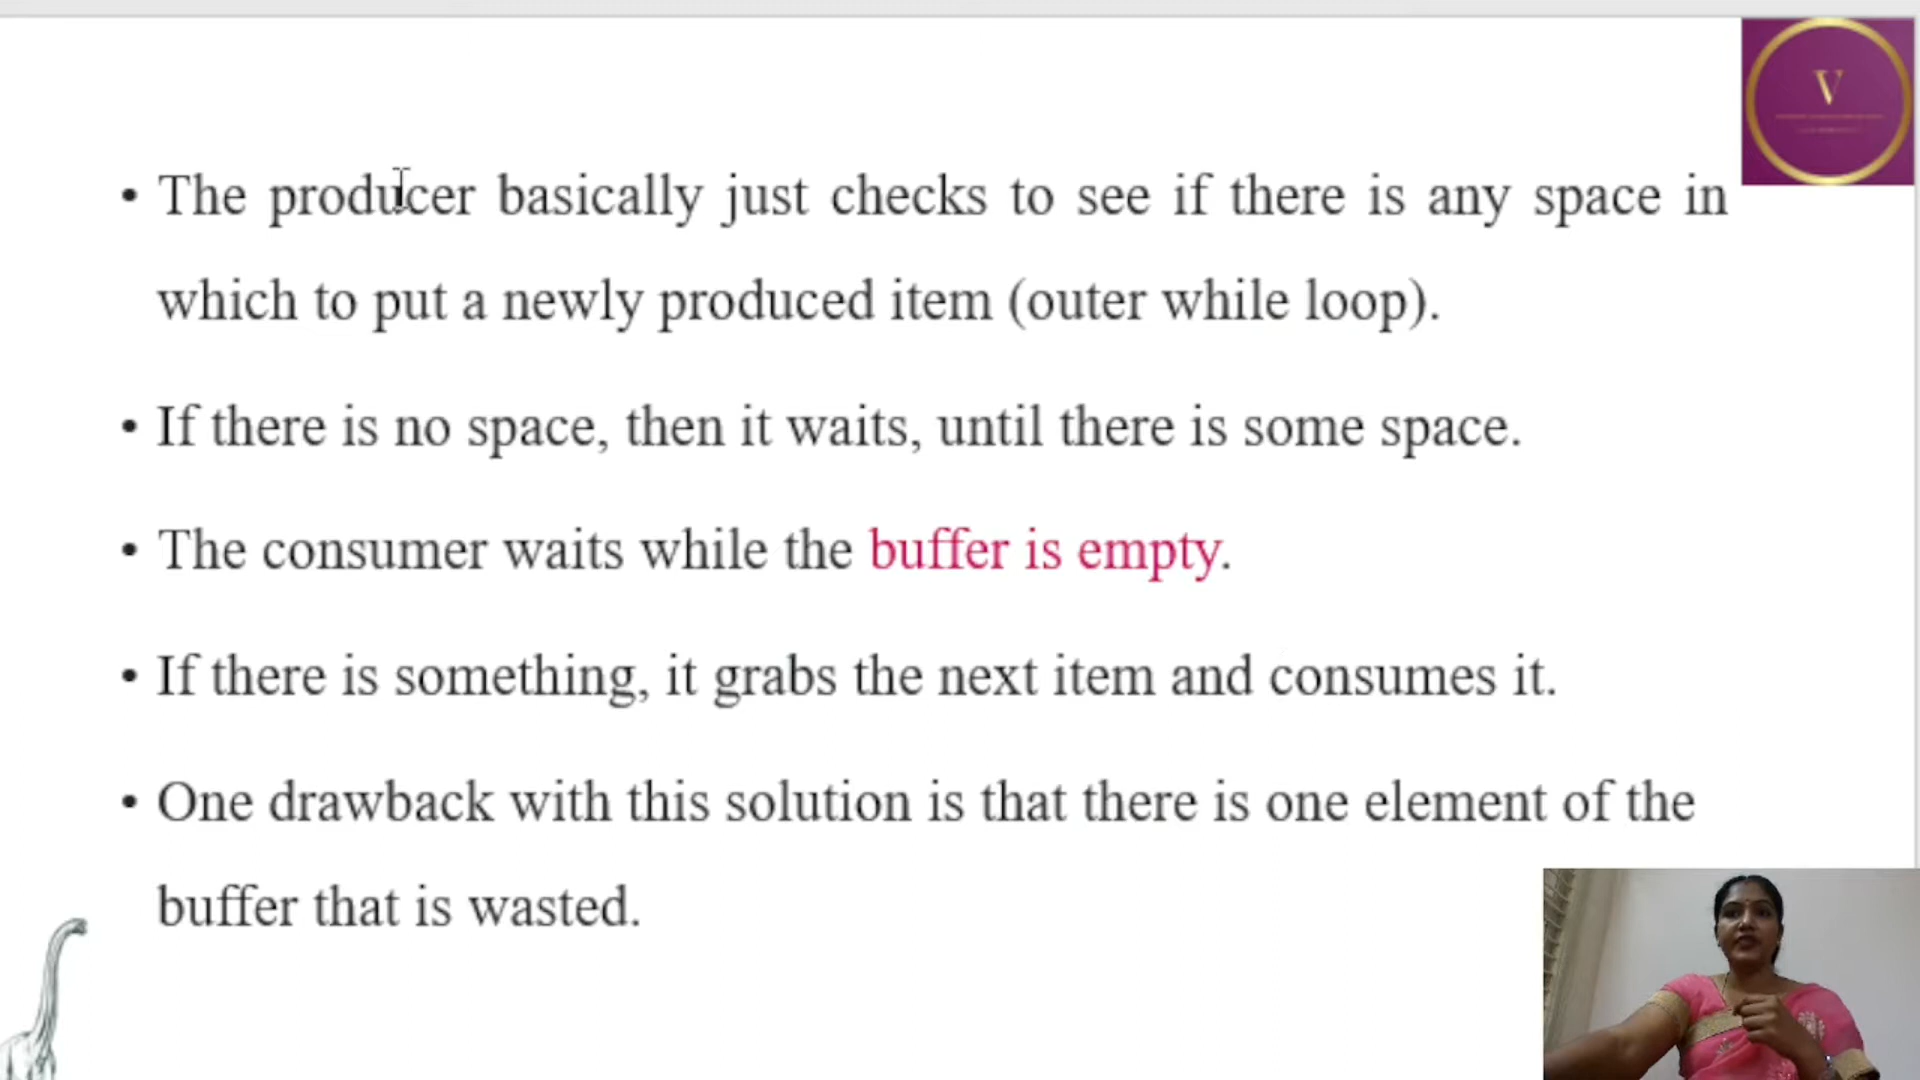 V
• The producer basically just checks to see if there is any space in
which to put a newly produced item (outer while loop).
• If there is no space, then it waits, until there is some space.
• The consumer waits while the buffer is empty.
• If there is something, it grabs the next item and consumes it.
• One drawback with this solution is that there is one element of the
buffer that is wasted.